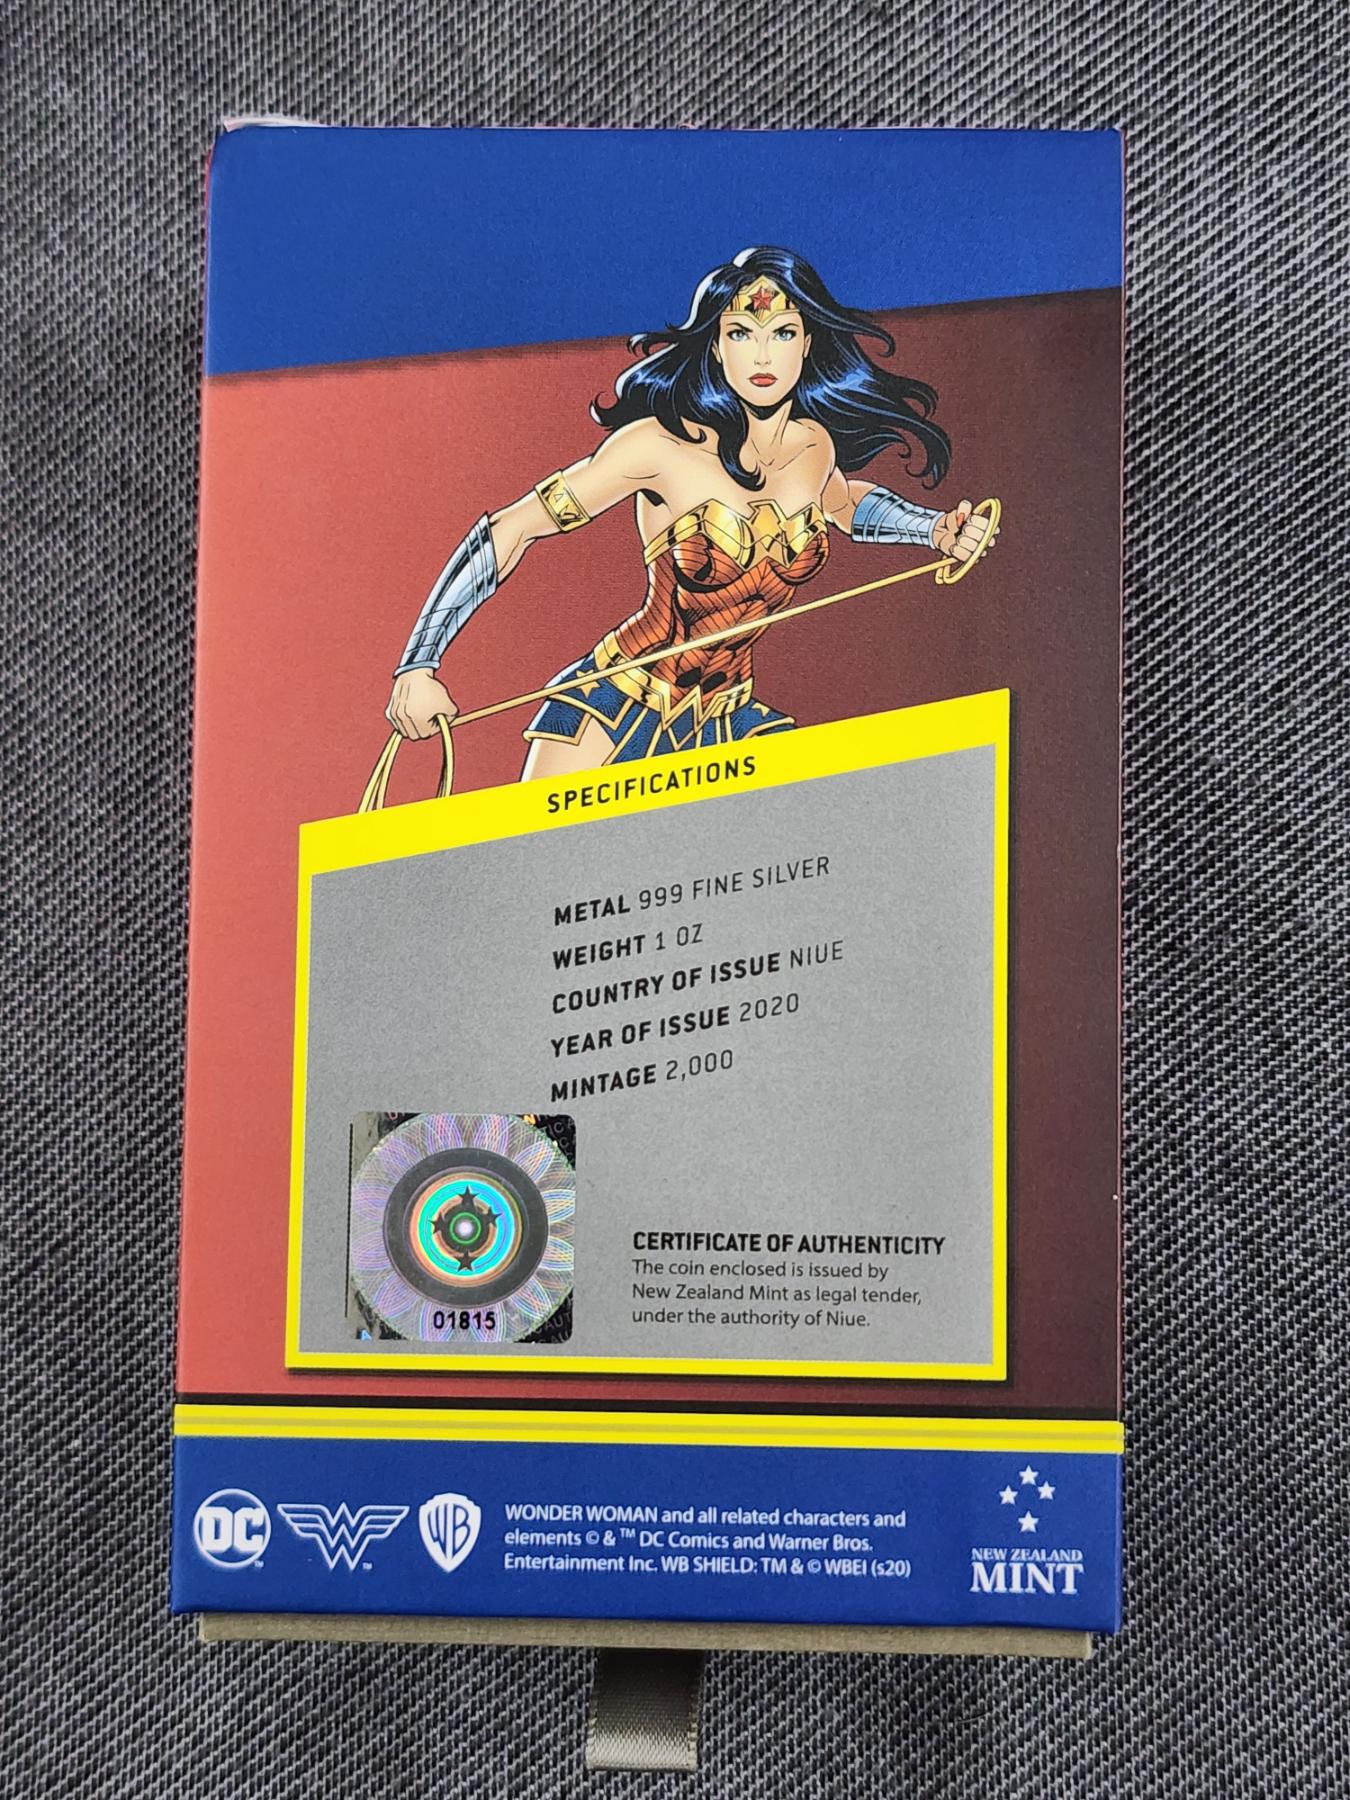 SPECIFICATIONS
METAL 999 FINE SILVER
WEIGHT 1 OZ
COUNTRY OF ISSUE NIUE
YEAR OF ISSUE 2020
MINTAGE 2,000
01815
CERTIFICATE OF AUTHENTICITY
The coin enclosed is issued by
New Zealand Mint as legal tender,
under the authority of Niue.
DC
WB
WONDER WOMAN and all related characters and
elements © & ™ DC Comics and Warner Bros.
Entertainment Inc. WB SHIELD: TM & © WBEI (s20)
NEW ZEALAND
MINT